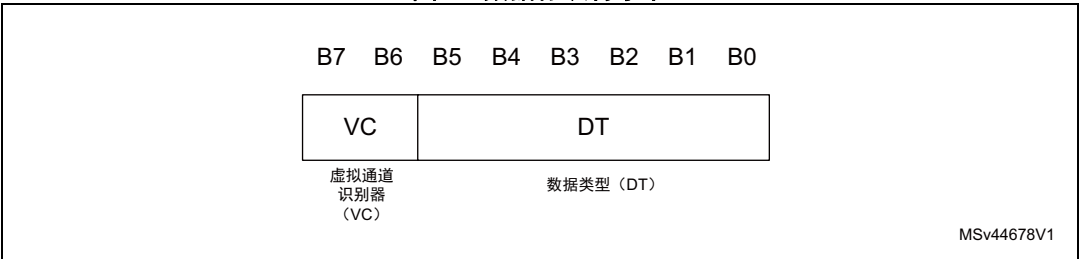 B7 B6 B5 B4 B3 B2 B1 B0
VC DT
虚拟通道
识别器
（VC）
数据类型（DT）
MSv44678V1